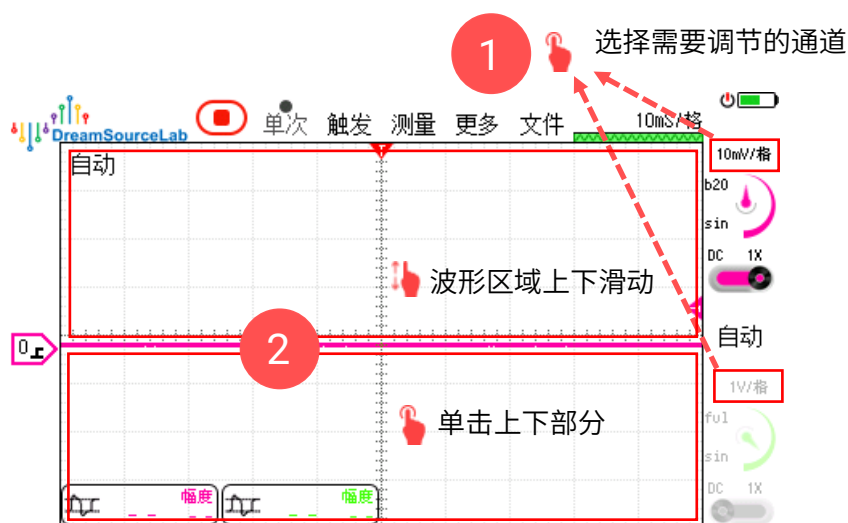 1
选择需要调节的通道
DreamSourceLab
单次 触发 测量 更多 文件
10mS/格
自动
10mV/格
b20
sin
DC 1X
波形区域上下滑动
自动
0
2
1V/格
ful
单击上下部分
sin
幅度
幅度
DC 1X